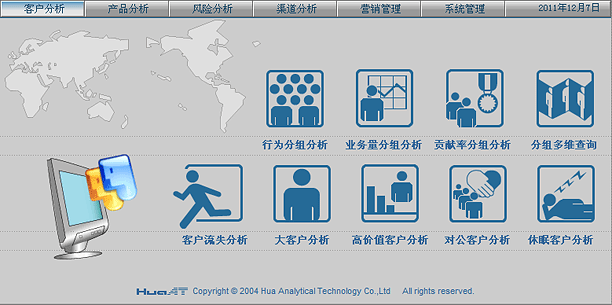 客户分析 产品分析 风险分析 渠道分析 营销管理 系统管理 2011年12月7日
行为分组分析 业务量分组分析 贡献率分组分析 分组多维查询
客户流失分析 大客户分析 高价值客户分析 对公客户分析 休眠客户分析
HuaAT Copyright © 2004 Hua Analytical Technology Co.,Ltd All rights reserved.